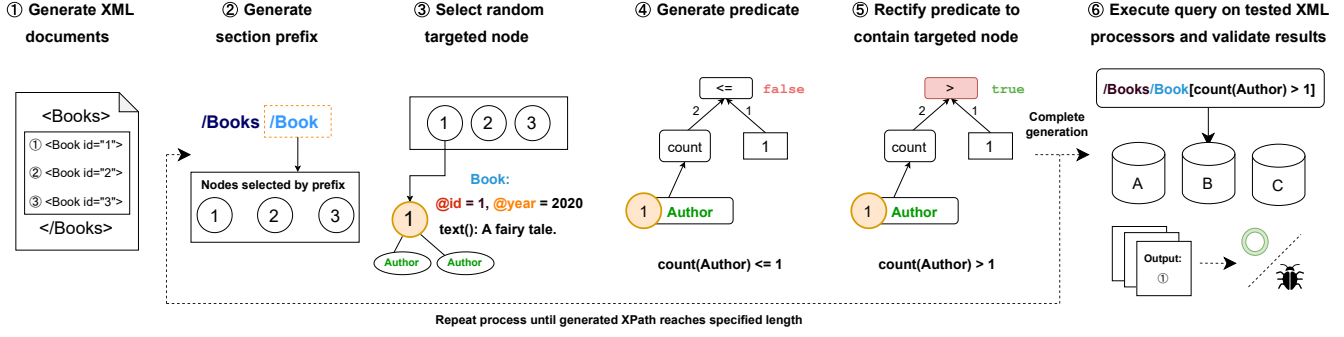 ① Generate XML
documents
② Generate
section prefix
③ Select random
targeted node
④ Generate predicate
⑤ Rectify predicate to
contain targeted node
⑥ Execute query on tested XML
processors and validate results
<Books>
① <Book id="1">
② <Book id="2">
③ <Book id="3">
</Books>
/Books /Book
Nodes selected by prefix
1 2 3
1 2 3
Book:
@id = 1, @year = 2020
text(): A fairy tale.
1
Author Author
<= false
2 1
count 1
1 Author
count(Author) <= 1
> true
2 1
count 1
1 Author
count(Author) > 1
Complete
generation
/Books/Book[count(Author) > 1]
A B C
Output:
①
Repeat process until generated XPath reaches specified length